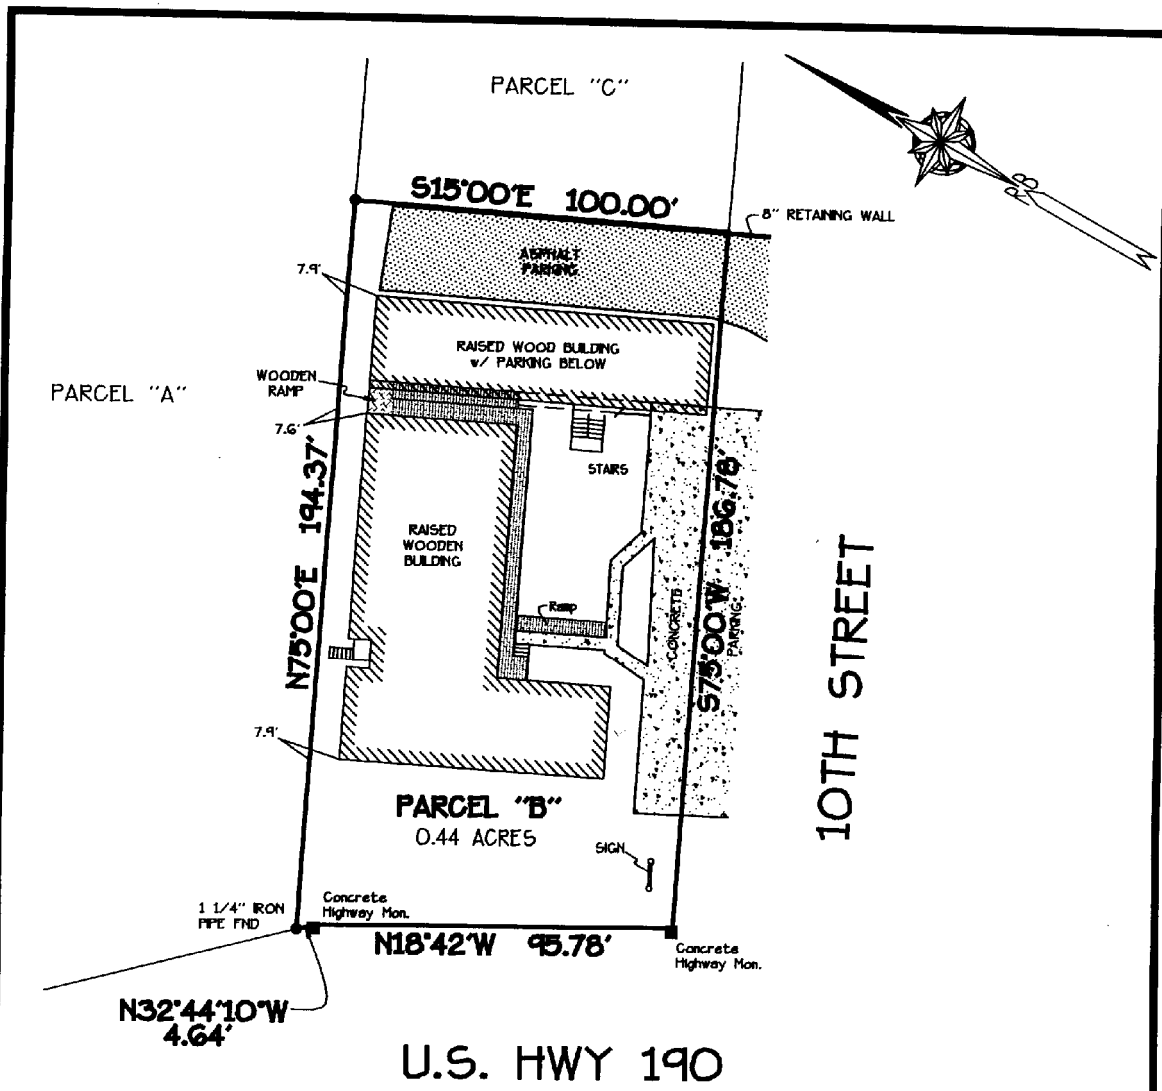 PARCEL "C"
S15°00'E 100.00'
8" RETAINING WALL
ASPHALT
PARKING
7.9'
RAISED WOOD BUILDING
w/ PARKING BELOW
WOODEN
RAMP
PARCEL "A"
7.6'
STAIRS
N75°00'E 194.37'
S75°00'W 186.78'
RAISED
WOODEN
BUILDING
Ramp
CONCRETE
PARKING
10TH STREET
7.9'
PARCEL "B"
0.44 ACRES
SIGN
1 1/4" IRON
PIPE FND
Concrete
Highway Mon.
N18°42'W 95.78'
Concrete
Highway Mon.
N32°44'10"W
4.64'
U.S. HWY 190